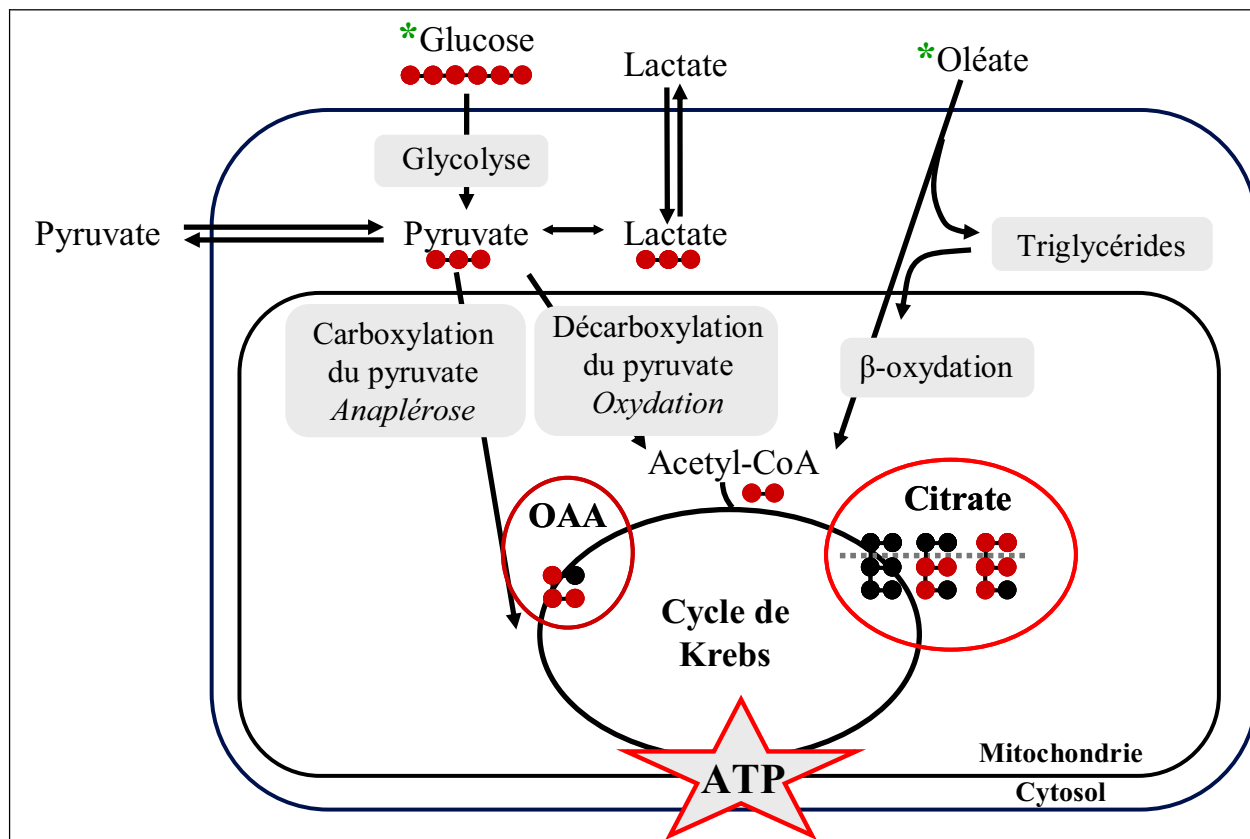 *Glucose
Lactate
*Oléate
Glycolyse
Pyruvate
Pyruvate
Lactate
Triglycérides
Carboxylation
du pyruvate
Anaplérose
Décarboxylation
du pyruvate
Oxydation
β-oxydation
Acetyl-CoA
OAA
Citrate
Cycle de
Krebs
ATP
Mitochondrie
Cytosol